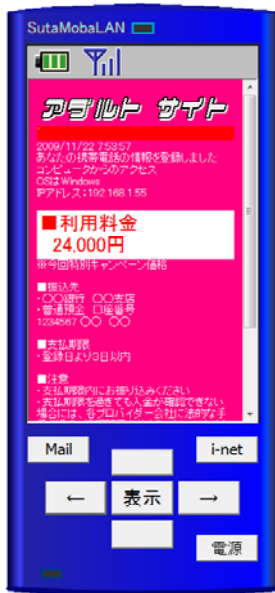 SutaMobaLAN
アダルト サイト
2009/11/22 7:53:57
あなたの携帯電話の情報を登録しました
コンピュータからのアクセス
OSはWindows
IPアドレス:192.168.1.55
■利用料金
24,000円
※今回特別キャンペーン価格
■振込先
・○○銀行 ○○支店
・普通預金 口座番号
1234567 ○○ ○○
■支払期限
・登録日より3日以内
■注意
・支払期限内にお振り込みください
・支払期限を過ぎても入金が確認できない
場合には、各プロバイダー会社に法的な手
Mail
i-net
←
表示
→
電源